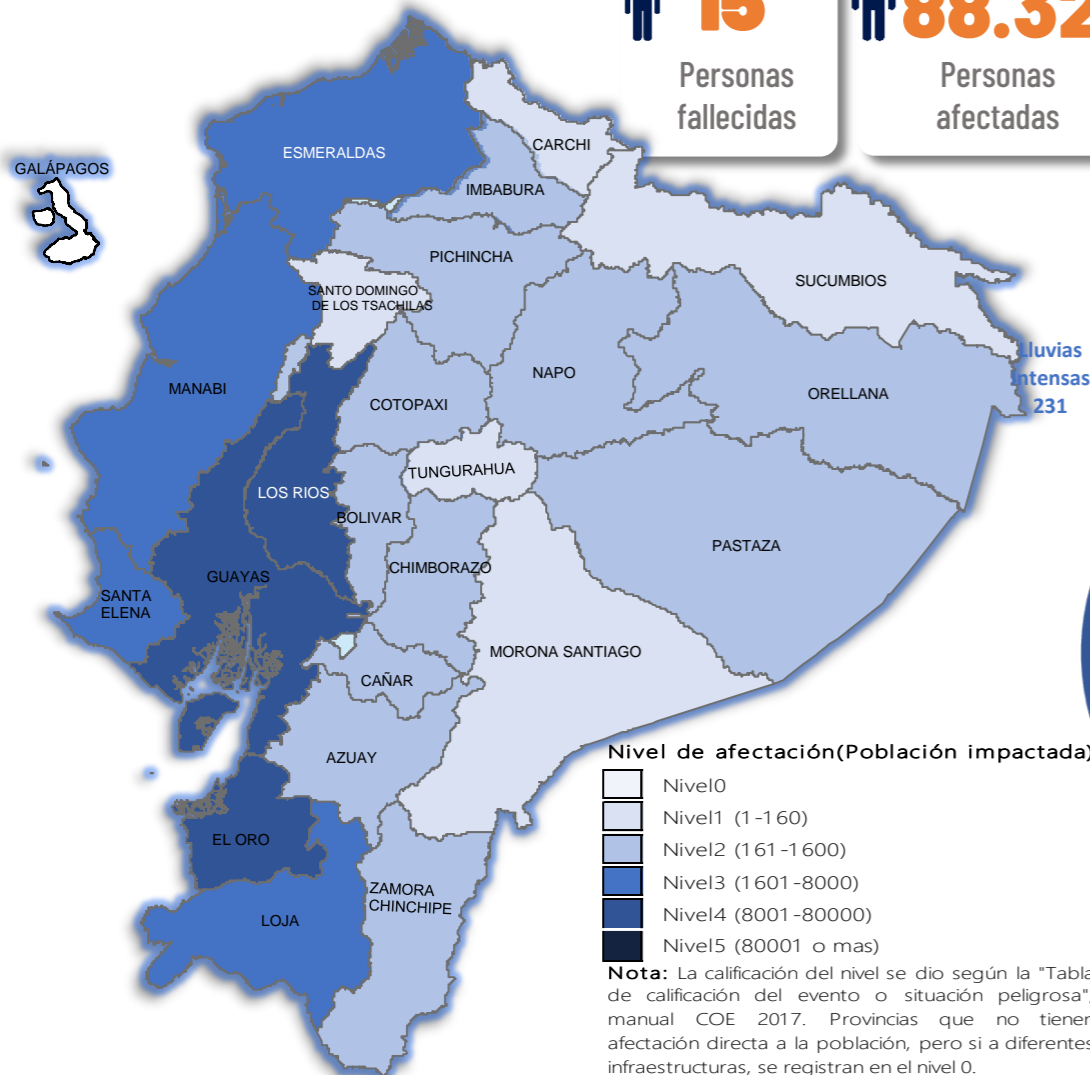 15
88.32
Personas
fallecidas
Personas
afectadas
GALÁPAGOS
ESMERALDAS
CARCHI
IMBABURA
PICHINCHA
SUCUMBIOS
SANTO DOMINGO
DE LOS TSACHILAS
MANABI
NAPO
ORELLANA
Lluvias
Intensas
231
COTOPAXI
TUNGURAHUA
LOS RIOS
BOLIVAR
PASTAZA
CHIMBORAZO
GUAYAS
SANTA
ELENA
MORONA SANTIAGO
CAÑAR
AZUAY
EL ORO
ZAMORA
CHINCHIPE
LOJA
Nivel de afectación(Población impactada)
Nivel0
Nivel1 (1-160)
Nivel2 (161-1600)
Nivel3 (1601-8000)
Nivel4 (8001-80000)
Nivel5 (80001 o mas)
Nota: La calificación del nivel se dio según la "Tabla
de calificación del evento o situación peligrosa",
manual COE 2017. Provincias que no tienen
afectación directa a la población, pero si a diferentes
infraestructuras, se registran en el nivel 0.